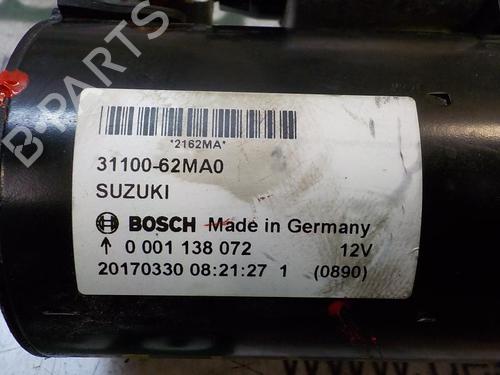 *2162MA*
31100-62MA0
SUZUKI
BOSCH Made in Germany
0 001 138 072 12V
20170330 08:21:27 1 (0890)
B PARTS